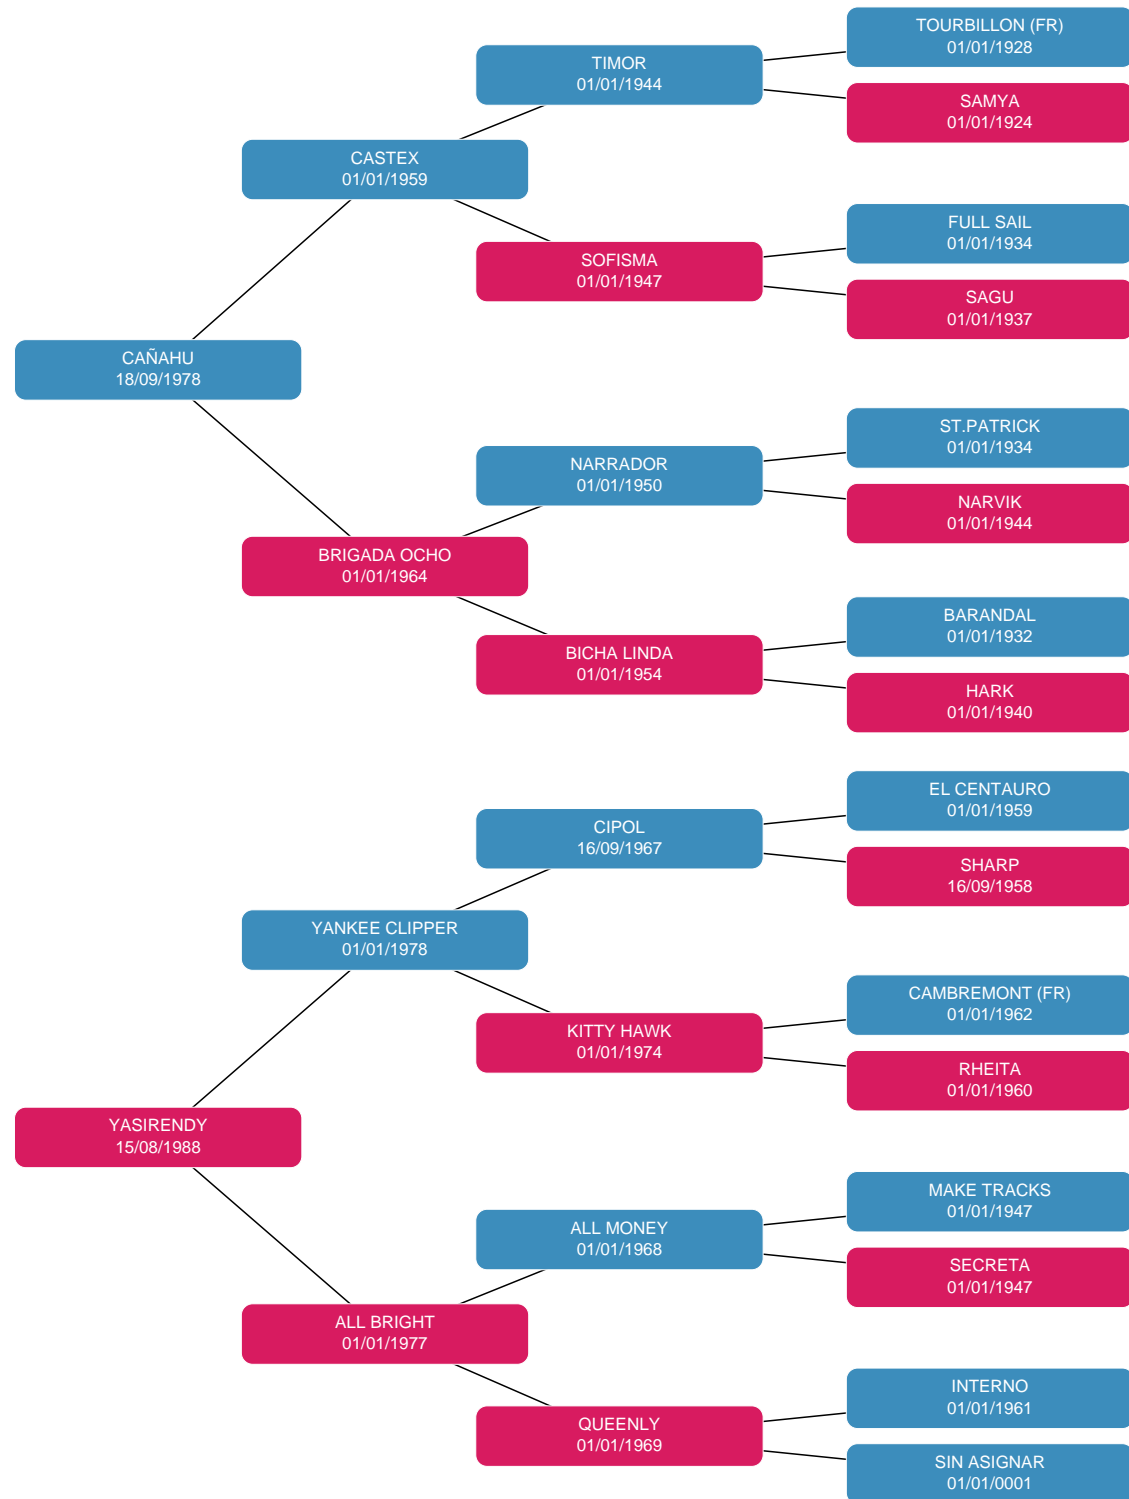 TOURBILLON (FR)
01/01/1928
TIMOR
01/01/1944
SAMYA
01/01/1924
CASTEX
01/01/1959
FULL SAIL
01/01/1934
SOFISMA
01/01/1947
SAGU
01/01/1937
CAÑAHU
18/09/1978
ST.PATRICK
01/01/1934
NARRADOR
01/01/1950
NARVIK
01/01/1944
BRIGADA OCHO
01/01/1964
BARANDAL
01/01/1932
BICHA LINDA
01/01/1954
HARK
01/01/1940
EL CENTAURO
01/01/1959
CIPOL
16/09/1967
SHARP
16/09/1958
YANKEE CLIPPER
01/01/1978
CAMBREMONT (FR)
01/01/1962
KITTY HAWK
01/01/1974
RHEITA
01/01/1960
YASIRENDY
15/08/1988
MAKE TRACKS
01/01/1947
ALL MONEY
01/01/1968
SECRETA
01/01/1947
ALL BRIGHT
01/01/1977
INTERNO
01/01/1961
QUEENLY
01/01/1969
SIN ASIGNAR
01/01/0001